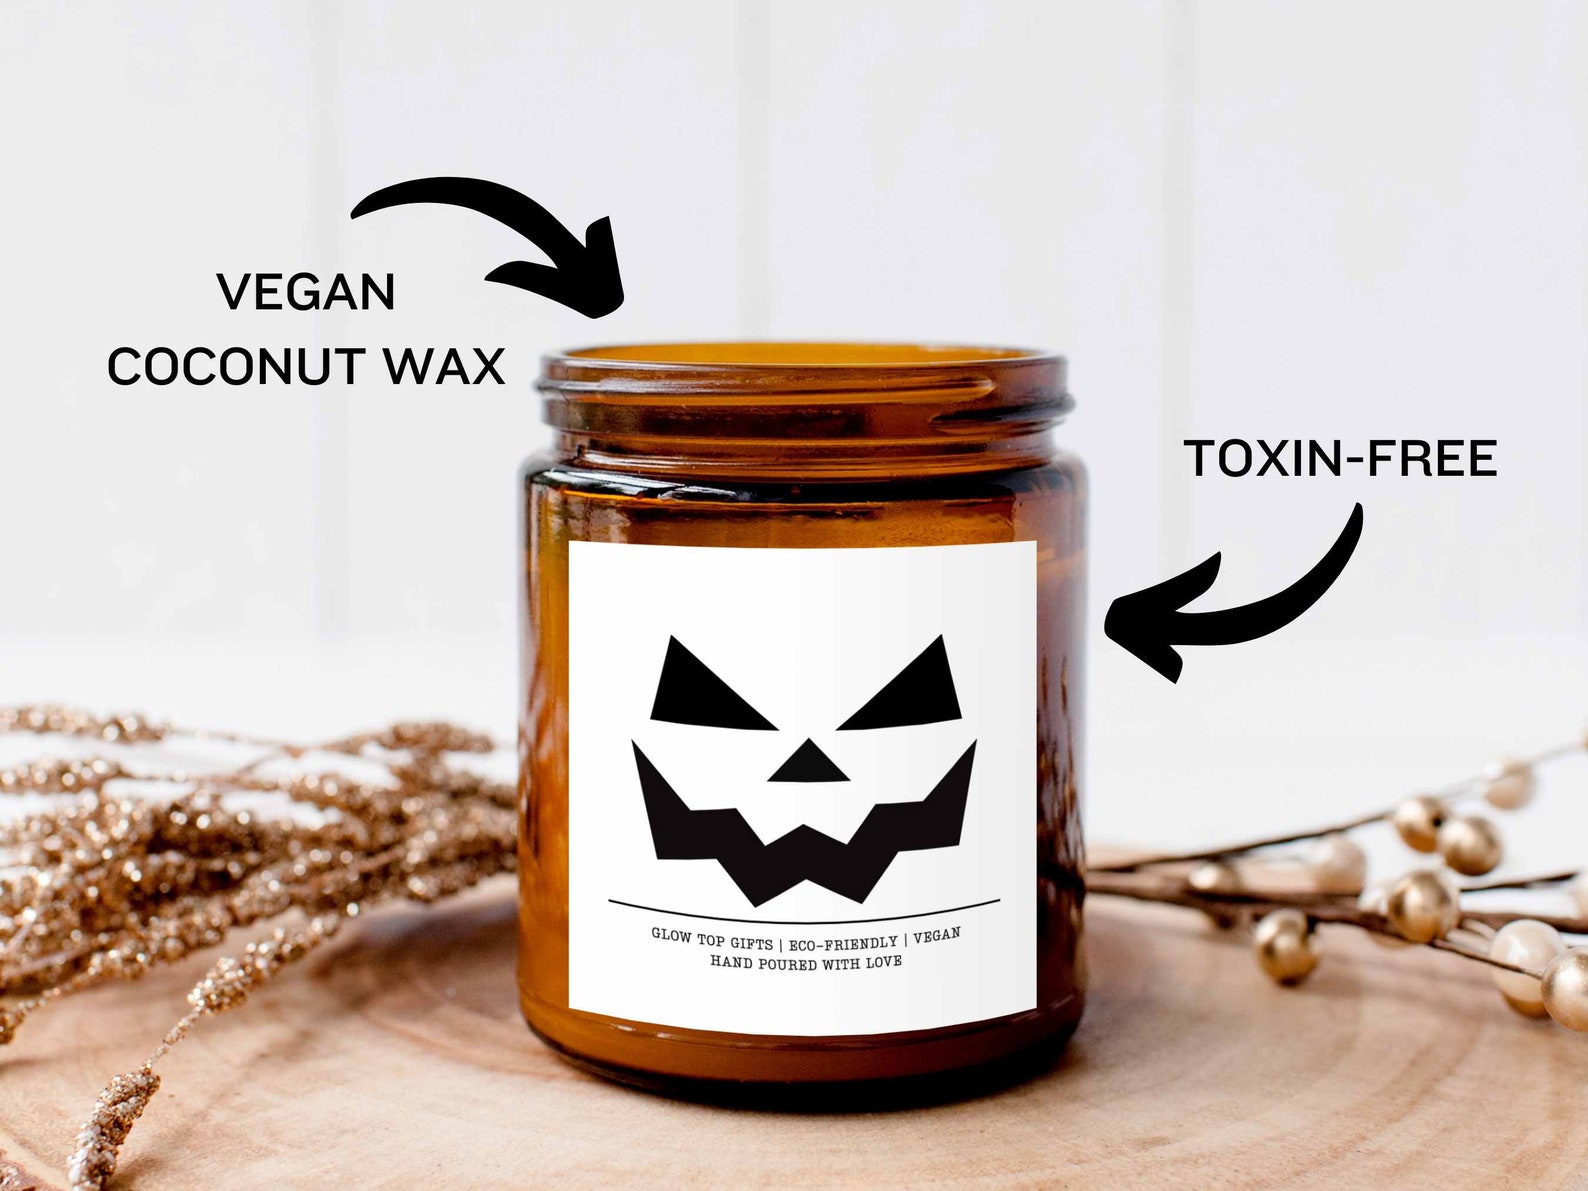 VEGAN
COCONUT WAX
TOXIN-FREE
GLOW TOP GIFTS | ECO-FRIENDLY | VEGAN
HAND POURED WITH LOVE